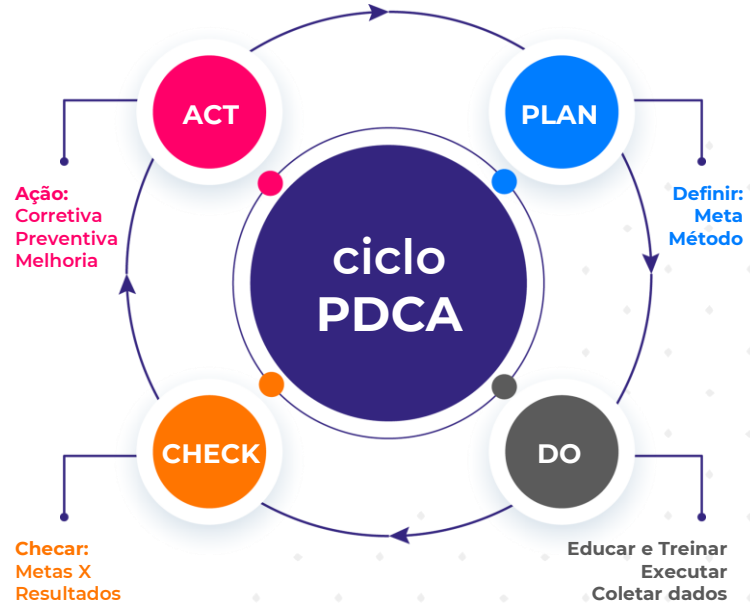 ACT
PLAN
Ação:
Corretiva
Preventiva
Melhoria
Definir:
Meta
Método
ciclo
PDCA
CHECK
DO
Checar:
Metas X
Resultados
Educar e Treinar
Executar
Coletar dados